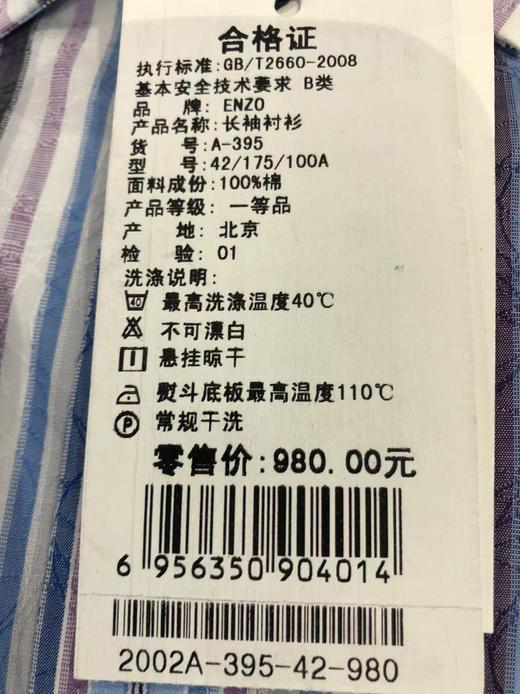 合格证
执行标准:GB/T2660-2008
基本安全技术要求 B类
品 牌: ENZO
产品名称:长袖衬衫
货 号:A-395
型 号:42/175/100A
面料成份:100%棉
产品等级: 一等品
产 地: 北京
检 验: 01
洗涤说明:
40 最高洗涤温度40℃
不可漂白
悬挂晾干
熨斗底板最高温度110℃
P 常规干洗
零售价:980.00元
6 956350 904014
2002A-395-42-980